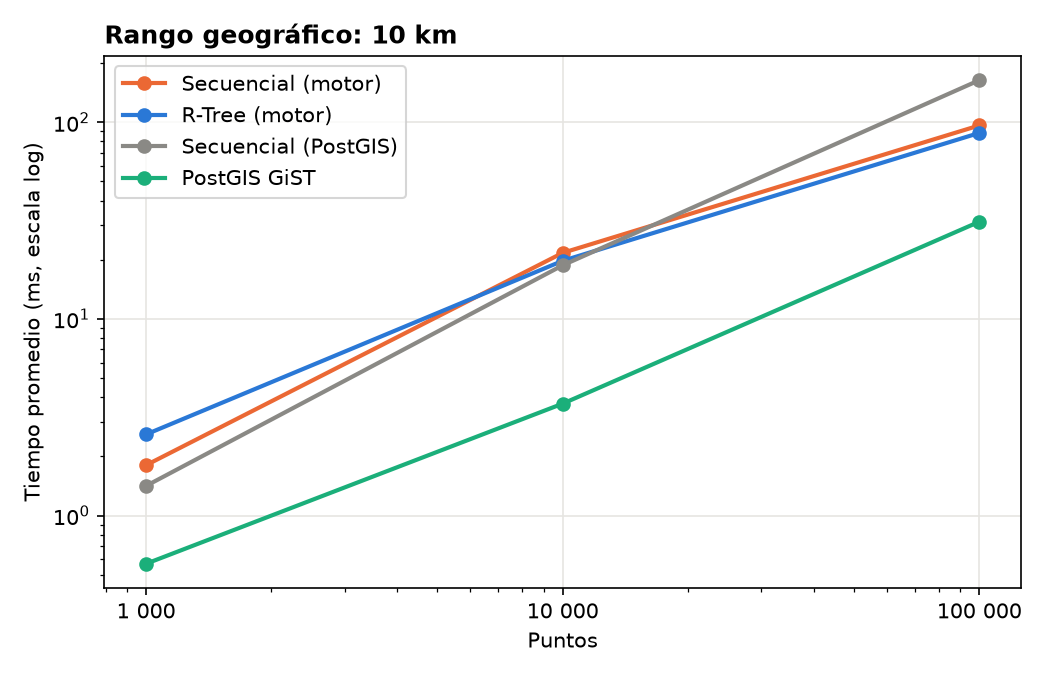 Rango geográfico: 10 km
Secuencial (motor)
R-Tree (motor)
Secuencial (PostGIS)
PostGIS GiST
Tiempo promedio (ms, escala log)
10²
10¹
10⁰
1 000
10 000
100 000
Puntos